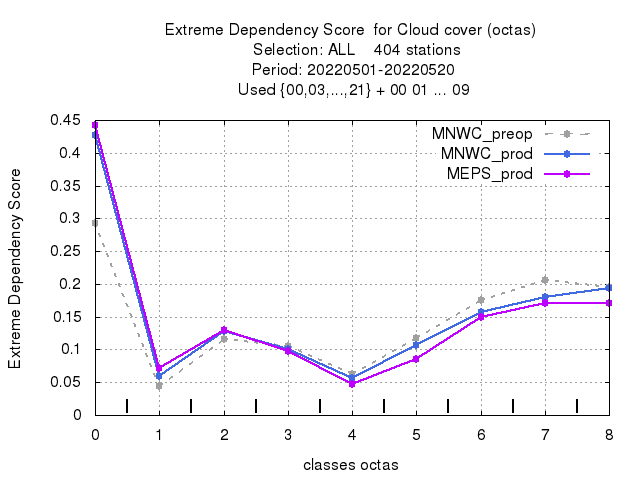 Extreme Dependency Score  for Cloud cover (octas)
Selection: ALL    404 stations
Period: 20220501-20220520
Used {00,03,...,21} + 00 01 ... 09
MNWC_preop
MNWC_prod
MEPS_prod
Extreme Dependency Score
0.45
0.4
0.35
0.3
0.25
0.2
0.15
0.1
0.05
0
0 1 2 3 4 5 6 7 8
classes octas